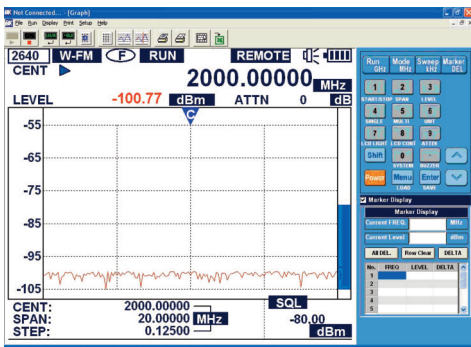 Not Connected... - [Graph]
File Run Display Print Setup Help
2640 W-FM F RUN REMOTE
CENT 2000.00000 MHz
LEVEL -100.77 dBm ATTN 0 dB
C
-55
-65
-75
-85
-95
-105
CENT: 2000.00000
SPAN: 20.00000 MHz
STEP: 0.12500
SQL
-80.00
dBm
Run Mode Sweep Marker
GHz MHz kHz DEL
1 2 3
START/STOP SPAN LEVEL
4 5 6
SINGLE MULTI UNIT
7 8 9
LCD LIGHT LCD CONT ATTEN
Shift 0 .
SYSTEM BUZZER
Power Menu Enter
LOAD SAVE
Marker Display
Marker Display
Current FREQ. MHz
Current Level dBm
All DEL. Row Clear DELTA
No. FREQ LEVEL DELTA
1
2
3
4
5